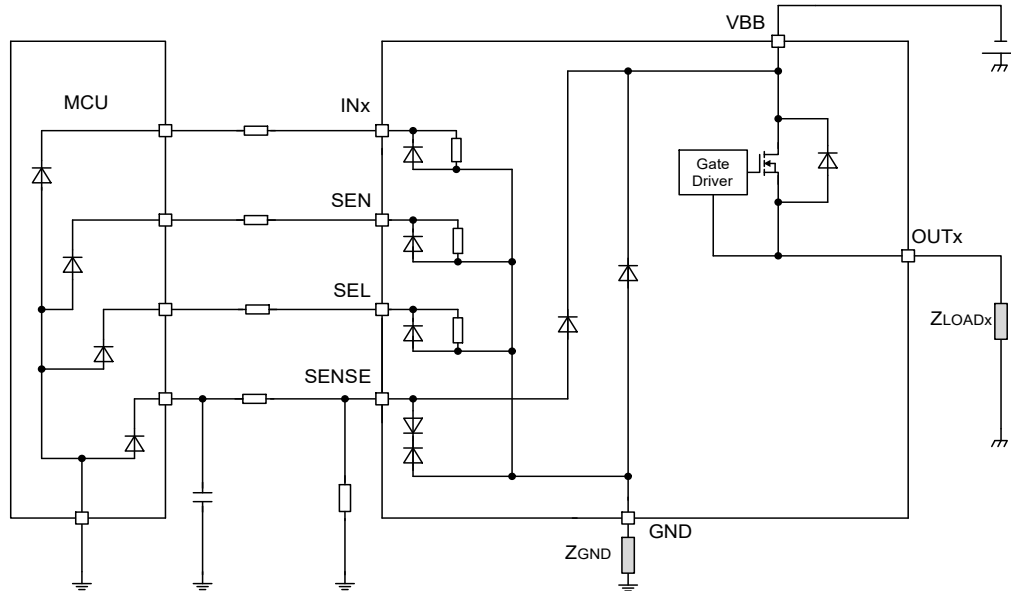 VBB
MCU
INx
SEN
SEL
SENSE
Gate
Driver
OUTx
ZLOADx
GND
ZGND